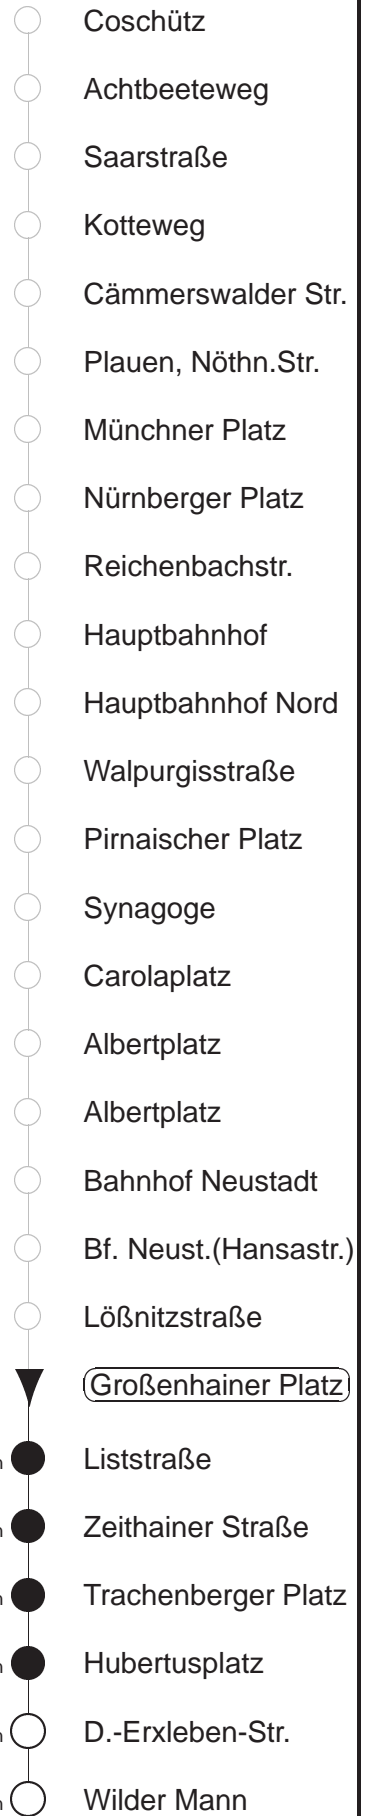 Coschütz
Achtbeeteweg
Saarstraße
Kotteweg
Cämmerswalder Str.
Plauen, Nöthn.Str.
Münchner Platz
Nürnberger Platz
Reichenbachstr.
Hauptbahnhof
Hauptbahnhof Nord
Walpurgisstraße
Pirnaischer Platz
Synagoge
Carolaplatz
Albertplatz
Albertplatz
Bahnhof Neustadt
Bf. Neust.(Hansastr.)
Lößnitzstraße
Großenhainer Platz
Liststraße
Zeithainer Straße
Trachenberger Platz
Hubertusplatz
D.-Erxleben-Str.
Wilder Mann